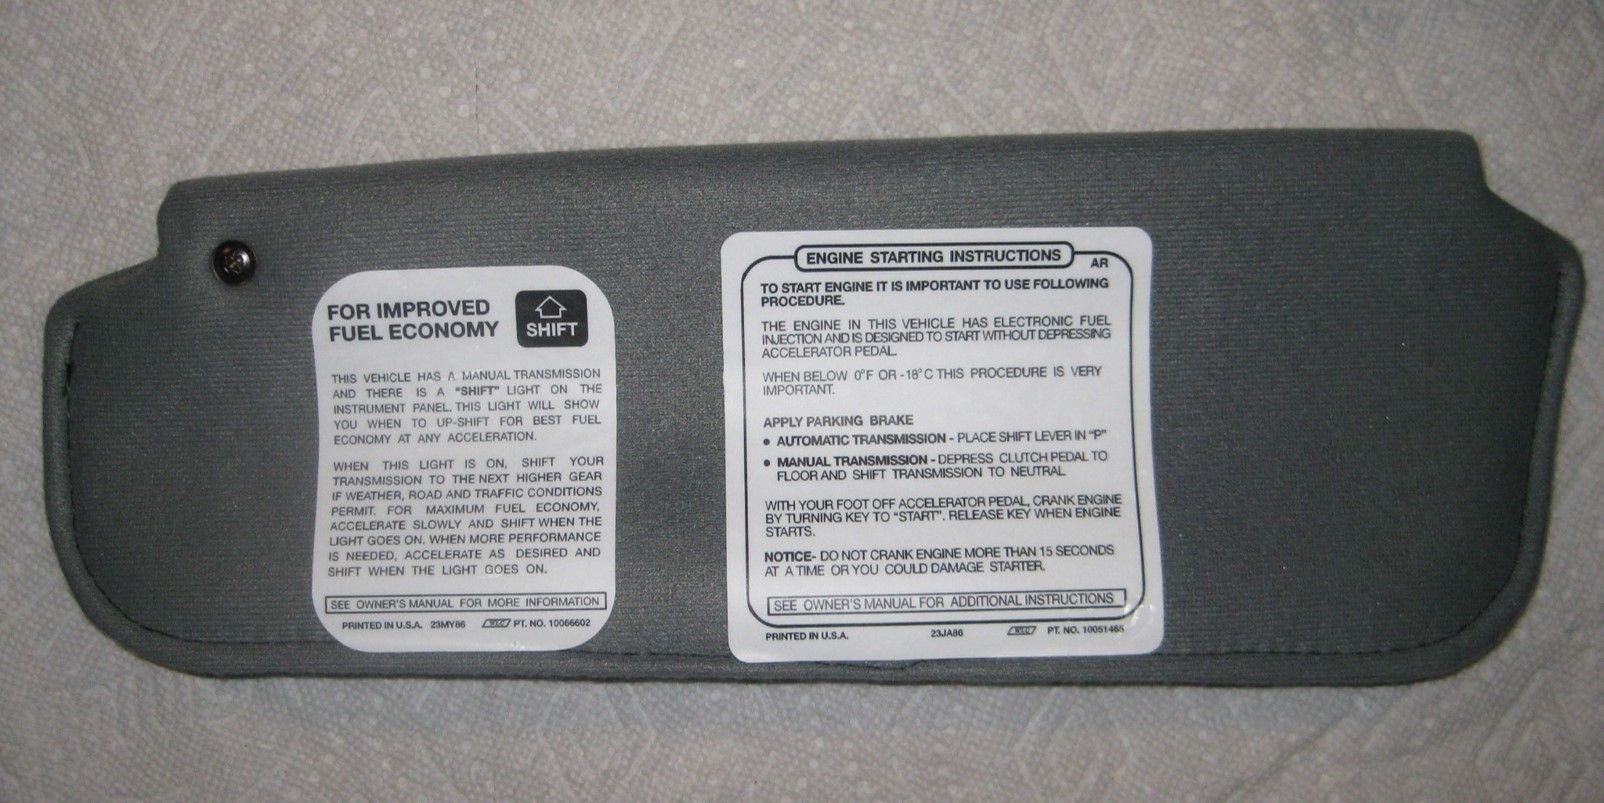 FOR IMPROVED
FUEL ECONOMY
SHIFT
THIS VEHICLE HAS A MANUAL TRANSMISSION
AND THERE IS A "SHIFT" LIGHT ON THE
INSTRUMENT PANEL. THIS LIGHT WILL SHOW
YOU WHEN TO UP-SHIFT FOR BEST FUEL
ECONOMY AT ANY ACCELERATION.
WHEN THIS LIGHT IS ON, SHIFT YOUR
TRANSMISSION TO THE NEXT HIGHER GEAR
IF WEATHER, ROAD AND TRAFFIC CONDITIONS
PERMIT. FOR MAXIMUM FUEL ECONOMY,
ACCELERATE SLOWLY AND SHIFT WHEN THE
LIGHT GOES ON. WHEN MORE PERFORMANCE
IS NEEDED, ACCELERATE AS DESIRED AND
SHIFT WHEN THE LIGHT GOES ON.
SEE OWNER'S MANUAL FOR MORE INFORMATION
PRINTED IN U.S.A. 23MY86 WLC PT. NO. 10066602
ENGINE STARTING INSTRUCTIONS
AR
TO START ENGINE IT IS IMPORTANT TO USE FOLLOWING
PROCEDURE.
THE ENGINE IN THIS VEHICLE HAS ELECTRONIC FUEL
INJECTION AND IS DESIGNED TO START WITHOUT DEPRESSING
ACCELERATOR PEDAL.
WHEN BELOW 0°F OR -18°C THIS PROCEDURE IS VERY
IMPORTANT.
APPLY PARKING BRAKE
• AUTOMATIC TRANSMISSION - PLACE SHIFT LEVER IN "P"
• MANUAL TRANSMISSION - DEPRESS CLUTCH PEDAL TO
FLOOR AND SHIFT TRANSMISSION TO NEUTRAL
WITH YOUR FOOT OFF ACCELERATOR PEDAL, CRANK ENGINE
BY TURNING KEY TO "START". RELEASE KEY WHEN ENGINE
STARTS.
NOTICE- DO NOT CRANK ENGINE MORE THAN 15 SECONDS
AT A TIME OR YOU COULD DAMAGE STARTER.
SEE OWNER'S MANUAL FOR ADDITIONAL INSTRUCTIONS
PRINTED IN U.S.A. 23JA86 WLC PT. NO. 10051465